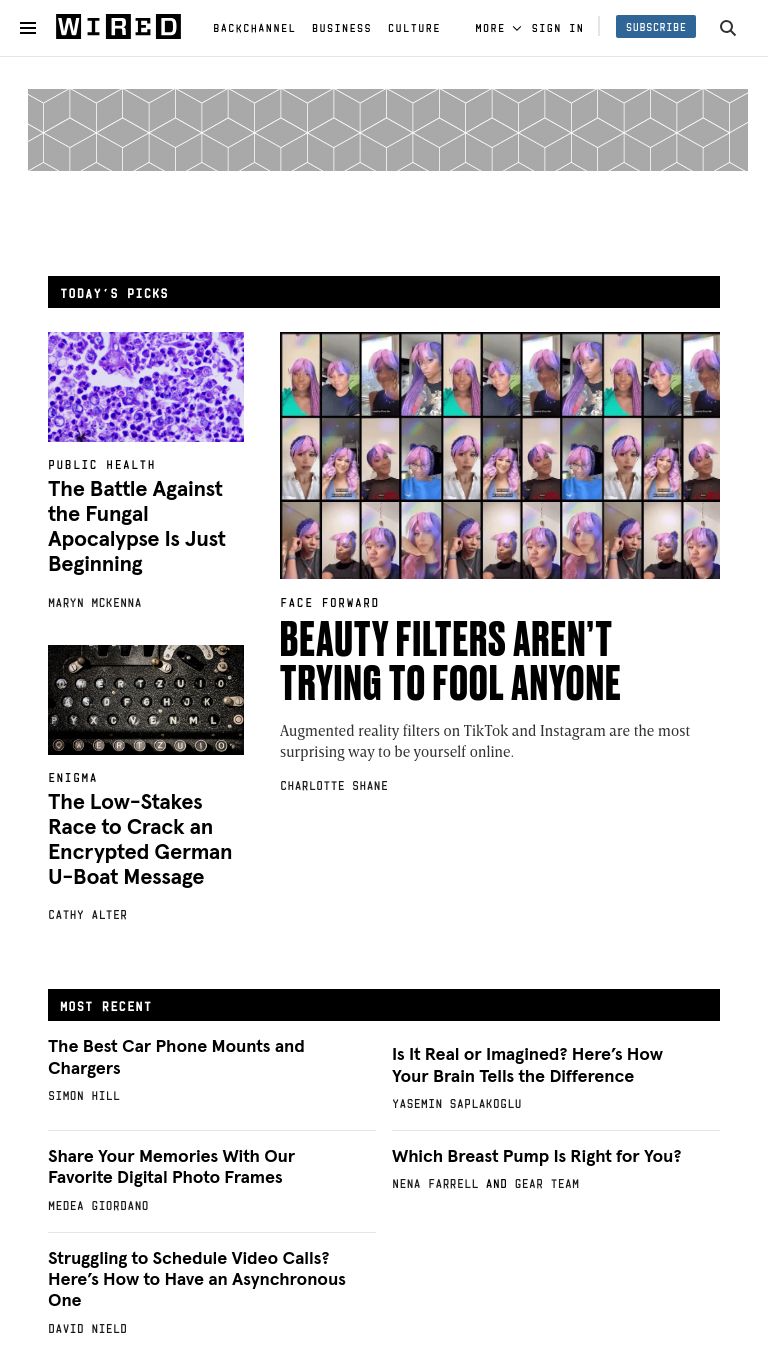 WIRED
BACKCHANNEL BUSINESS CULTURE MORE SIGN IN SUBSCRIBE
TODAY'S PICKS
PUBLIC HEALTH
The Battle Against
the Fungal
Apocalypse Is Just
Beginning
MARYN MCKENNA
W E R T Z U I O
A S D F G H J K
P Y X C V B N M L
Q W E R T Z U I O
ENIGMA
The Low-Stakes
Race to Crack an
Encrypted German
U-Boat Message
CATHY ALTER
FACE FORWARD
BEAUTY FILTERS AREN’T
TRYING TO FOOL ANYONE
Augmented reality filters on TikTok and Instagram are the most
surprising way to be yourself online.
CHARLOTTE SHANE
MOST RECENT
The Best Car Phone Mounts and
Chargers
SIMON HILL
Is It Real or Imagined? Here’s How
Your Brain Tells the Difference
YASEMIN SAPLAKOGLU
Share Your Memories With Our
Favorite Digital Photo Frames
MEDEA GIORDANO
Which Breast Pump Is Right for You?
NENA FARRELL AND GEAR TEAM
Struggling to Schedule Video Calls?
Here’s How to Have an Asynchronous
One
DAVID NIELD